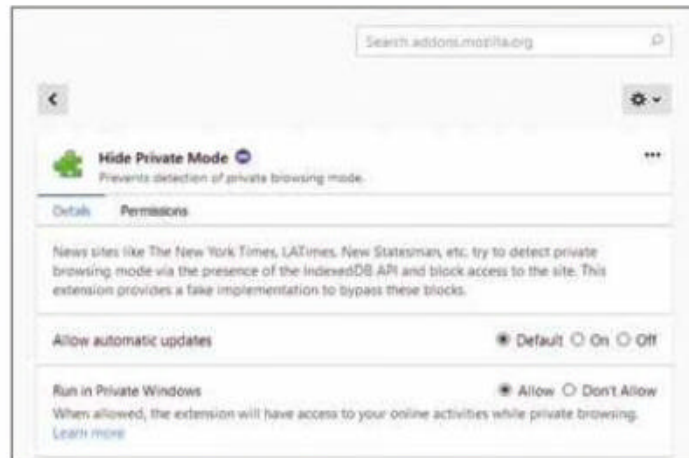 Search addons.mozilla.org
Hide Private Mode
Prevents detection of private browsing mode.
Details Permissions
News sites like The New York Times, LATimes, New Statesman, etc. try to detect private
browsing mode via the presence of the IndexedDB API and block access to the site. This
extension provides a fake implementation to bypass these blocks.
Allow automatic updates Default On Off
Run in Private Windows Allow Don't Allow
When allowed, the extension will have access to your online activities while private browsing.
Learn more